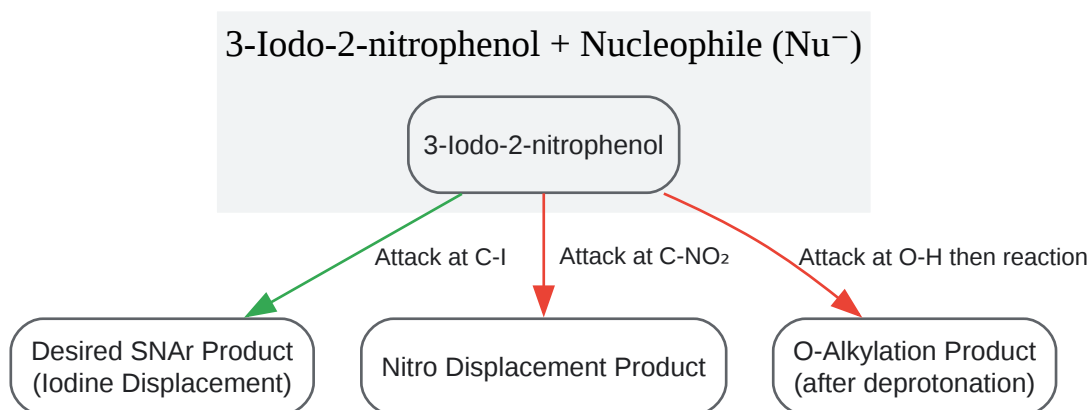 3-Iodo-2-nitrophenol + Nucleophile (Nu⁻)
3-Iodo-2-nitrophenol
Attack at C-I
Attack at C-NO₂
Attack at O-H then reaction
Desired SNAr Product
(Iodine Displacement)
Nitro Displacement Product
O-Alkylation Product
(after deprotonation)